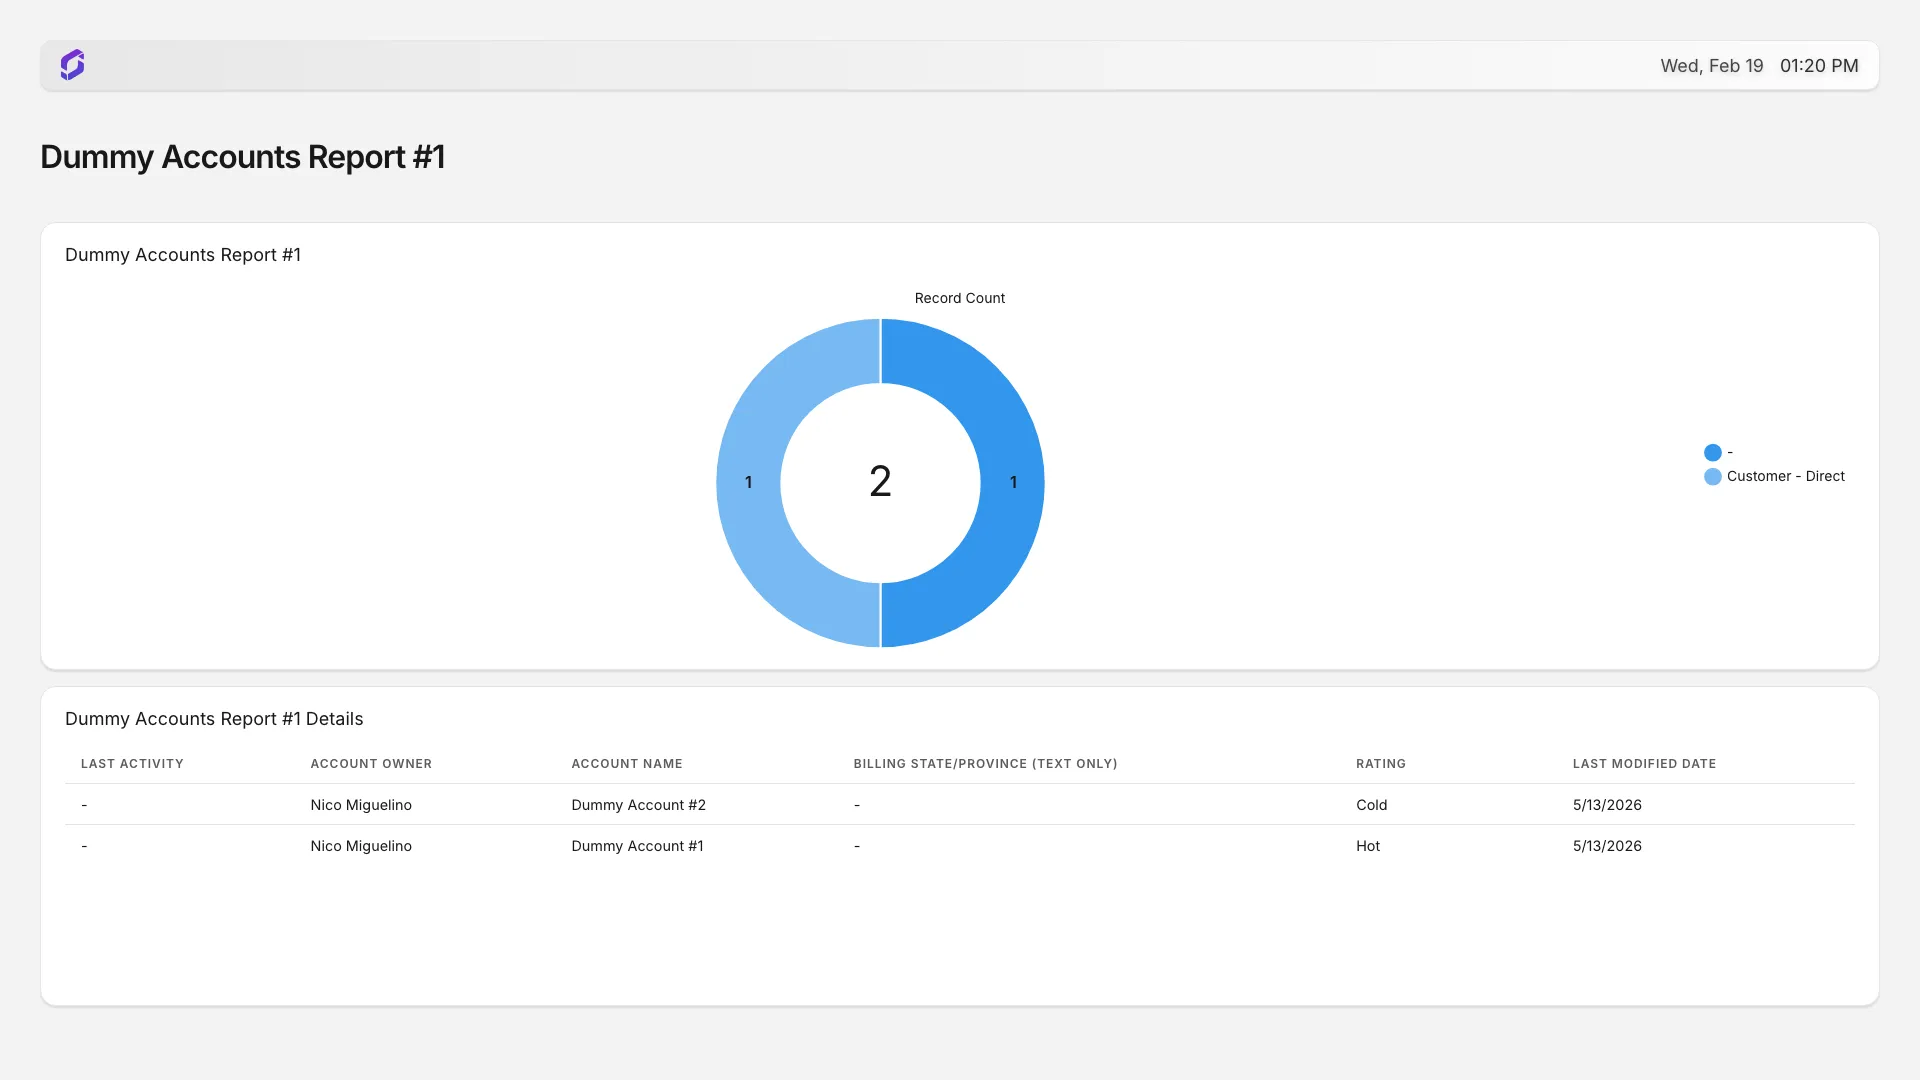 Wed, Feb 19 01:20 PM
Dummy Accounts Report #1
Dummy Accounts Report #1
Record Count
1 2 1
-
Customer - Direct
Dummy Accounts Report #1 Details
LAST ACTIVITY ACCOUNT OWNER ACCOUNT NAME BILLING STATE/PROVINCE (TEXT ONLY) RATING LAST MODIFIED DATE
- Nico Miguelino Dummy Account #2 - Cold 5/13/2026
- Nico Miguelino Dummy Account #1 - Hot 5/13/2026